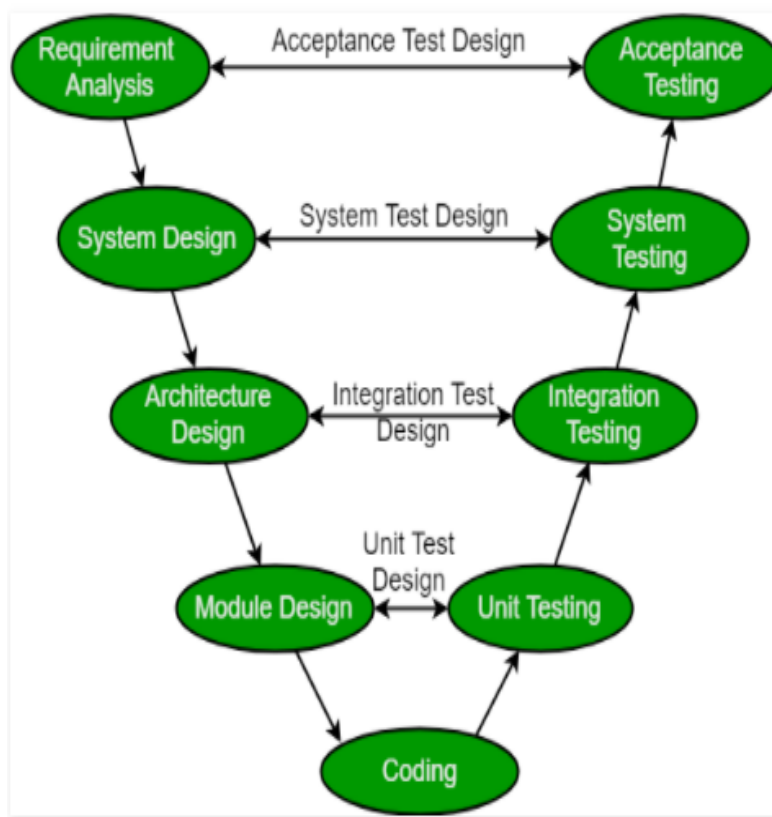 Requirement
Analysis
Acceptance Test Design
Acceptance
Testing
System Design
System Test Design
System
Testing
Architecture
Design
Integration Test
Design
Integration
Testing
Module Design
Unit Test
Design
Unit Testing
Coding